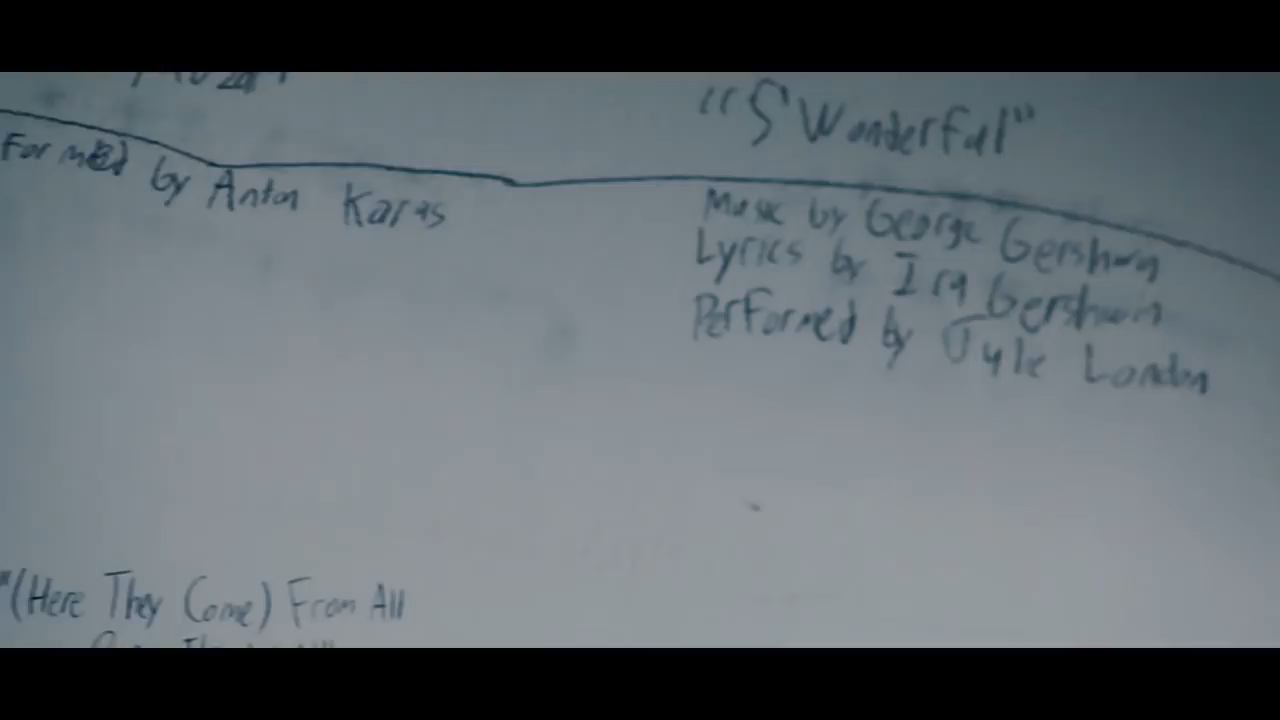 "S'Wonderful"
Formed by Anton Karas
Music by George Gershwin
Lyrics by Ira Gershwin
Performed by Julie London
"(Here They Come) From All